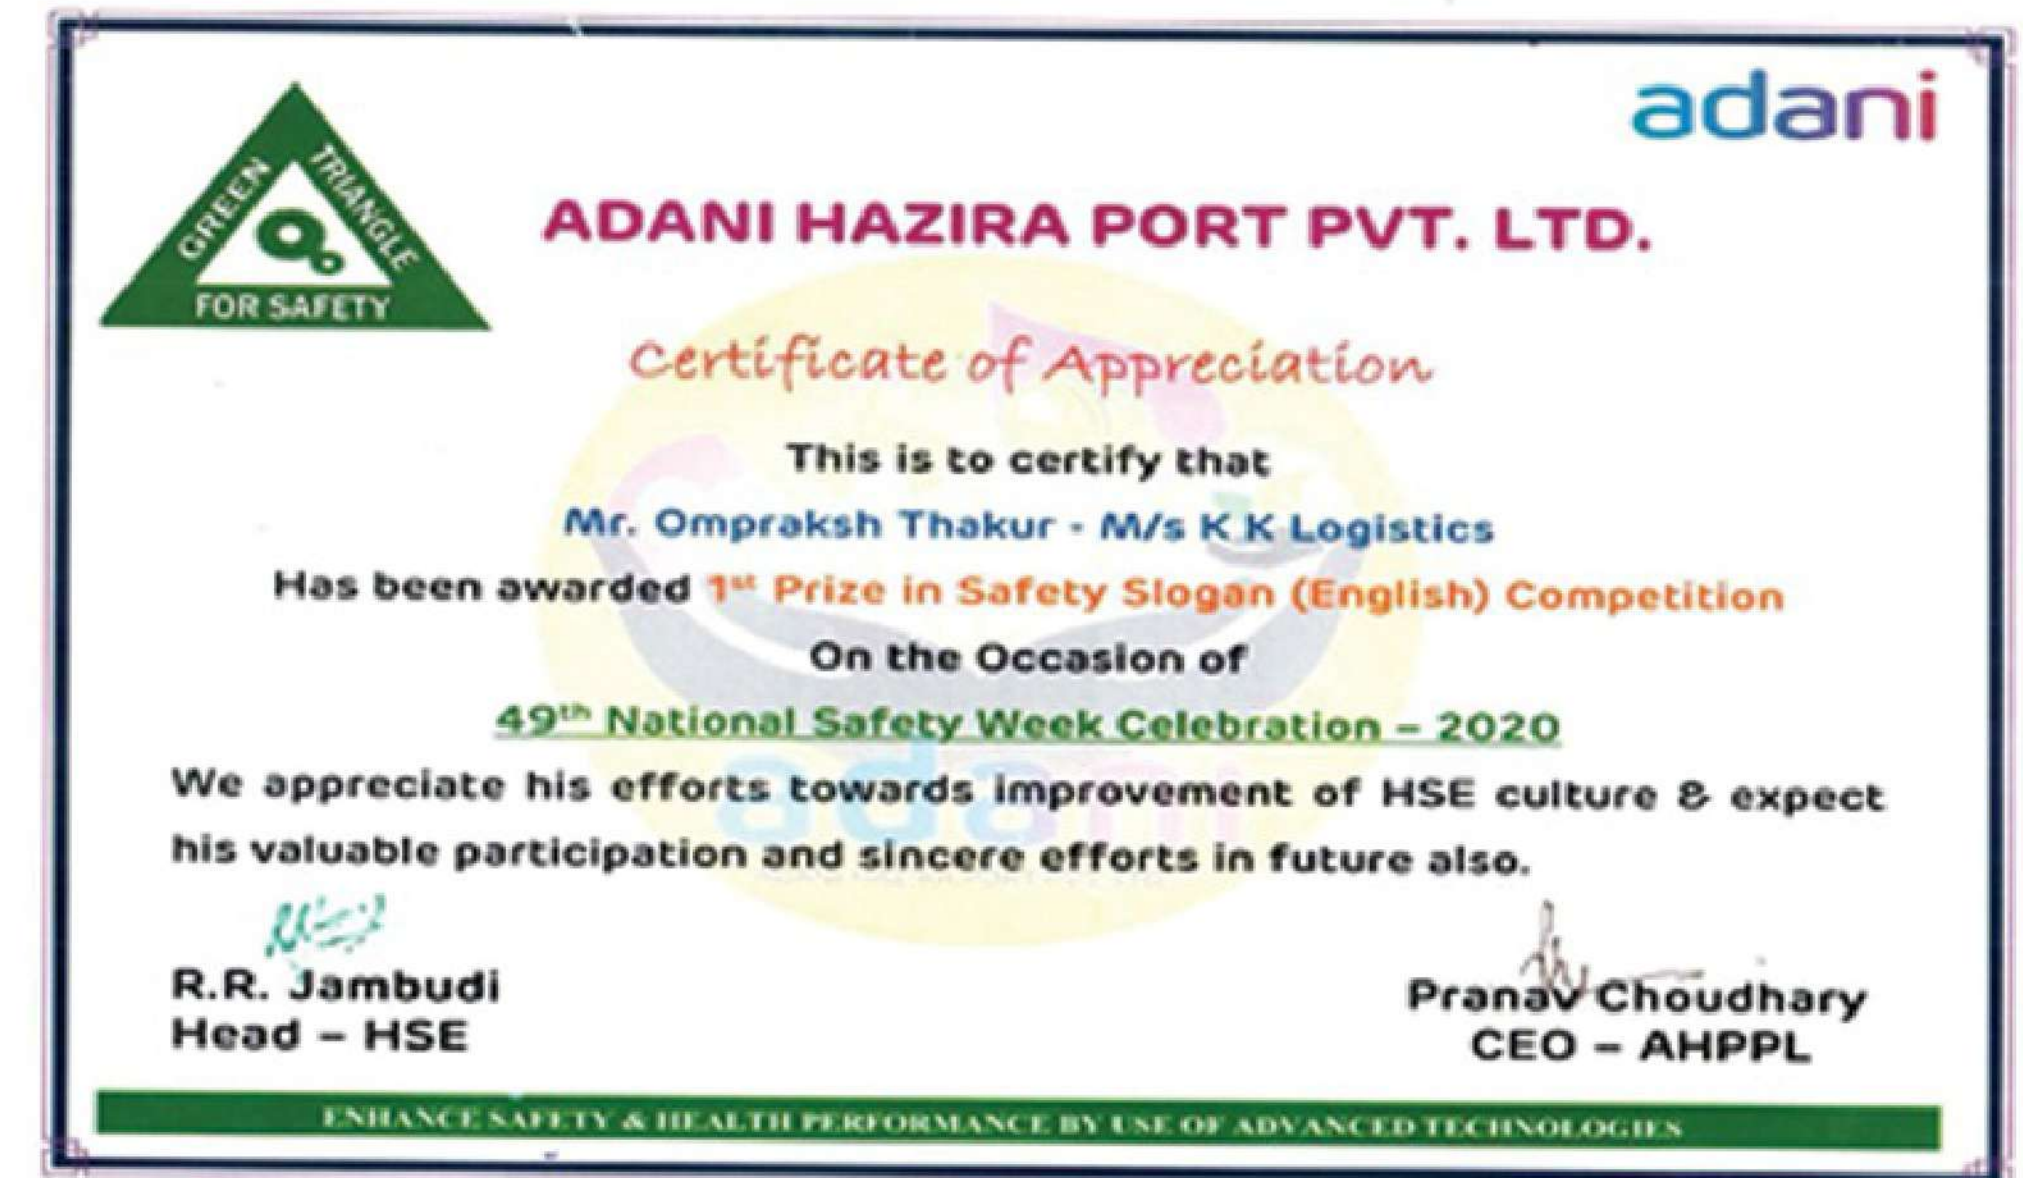 adani
GREEN TRIANGLE
FOR SAFETY
ADANI HAZIRA PORT PVT. LTD.
Certificate of Appreciation
This is to certify that
Mr. Ompraksh Thakur - M/s K K Logistics
Has been awarded 1st Prize in Safety Slogan (English) Competition
On the Occasion of
49th National Safety Week Celebration – 2020
adani
We appreciate his efforts towards improvement of HSE culture & expect
his valuable participation and sincere efforts in future also.
R.R. Jambudi
Head – HSE
Pranav Choudhary
CEO – AHPPL
ENHANCE SAFETY & HEALTH PERFORMANCE BY USE OF ADVANCED TECHNOLOGIES